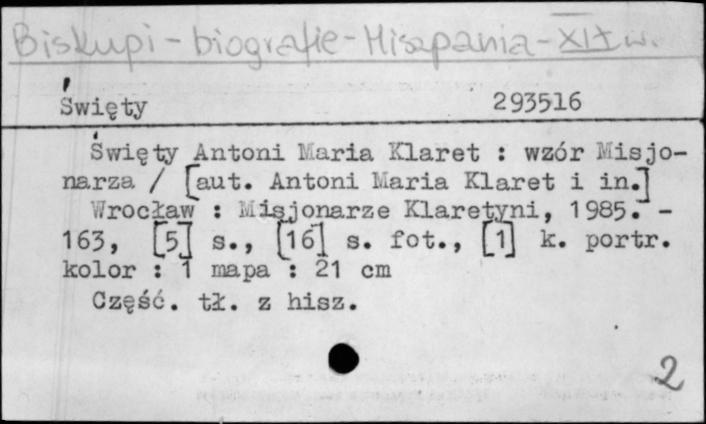 Biskupi - biografie - Hiszpania -
Święty 293516
Święty Antoni Maria Klaret : wzór Misjo-
narza / [aut. Antoni Maria Klaret i in.]
Wrocław : Misjonarze Klaretyni, 1985. -
163, [5] s., [16] s. fot., [1] k. portr.
kolor : 1 mapa : 21 cm
Część. tł. z hisz.
2